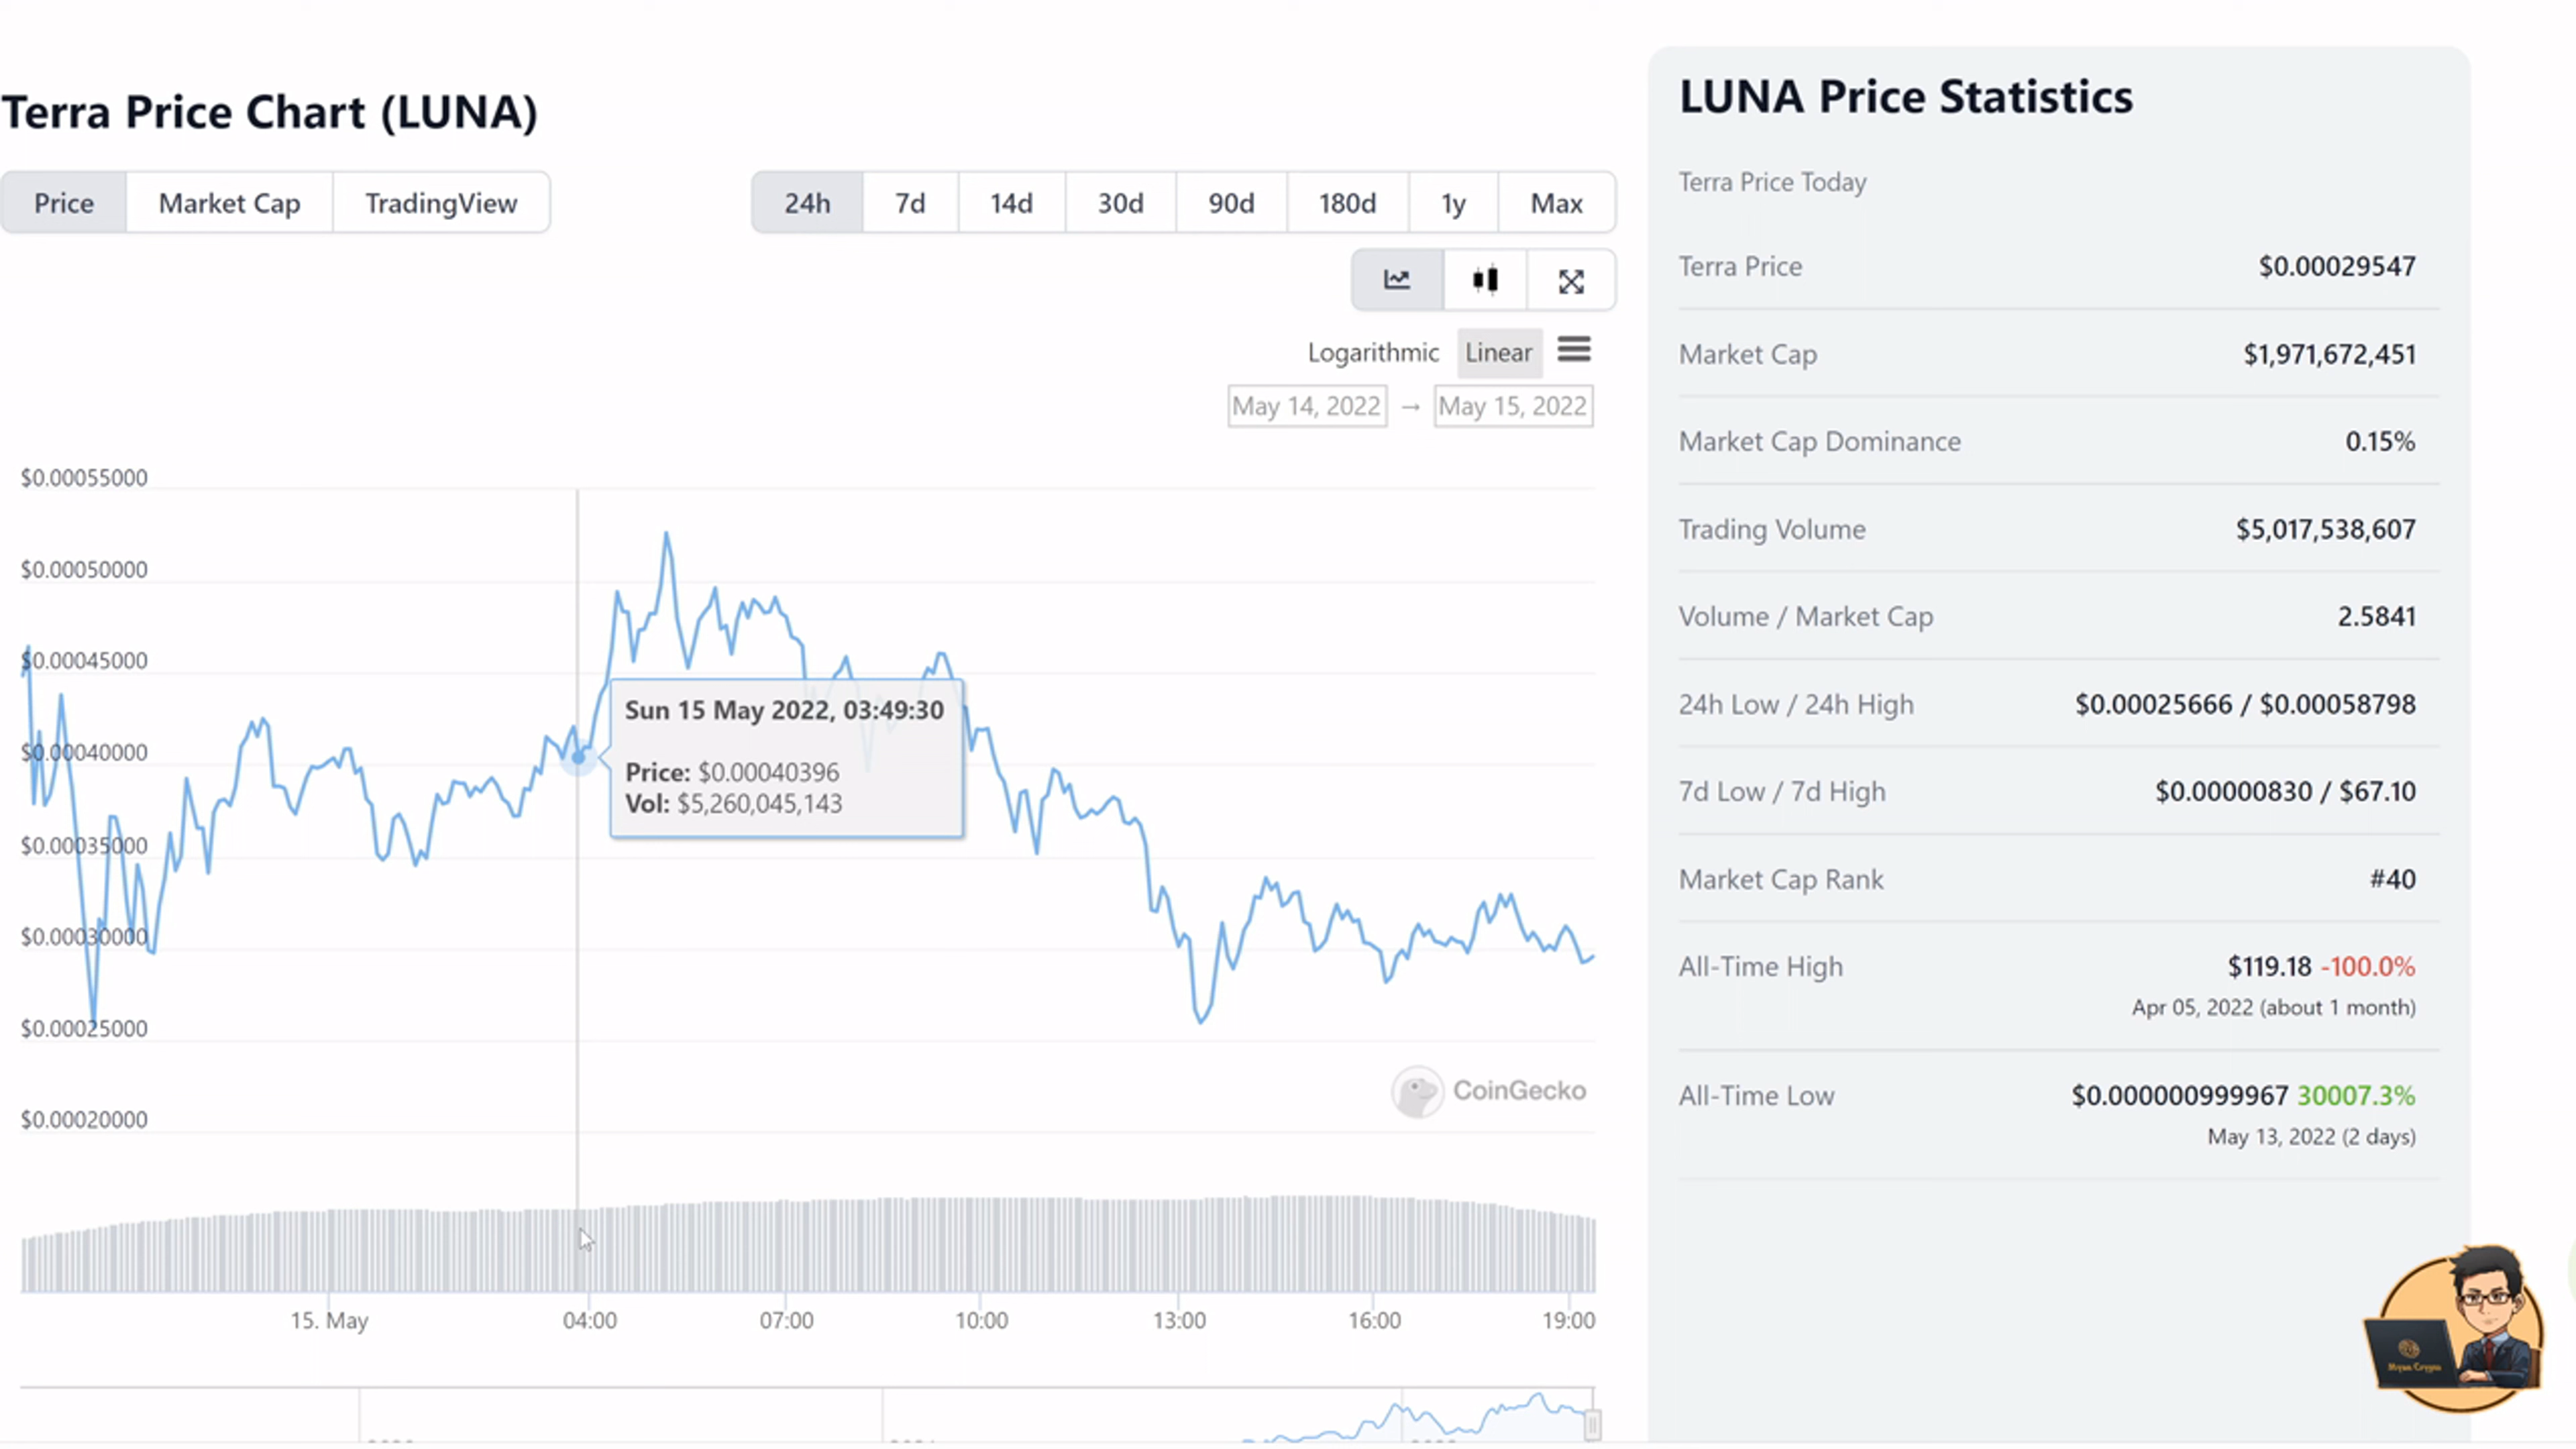 Terra Price Chart (LUNA)
Price Market Cap TradingView
24h 7d 14d 30d 90d 180d 1y Max
Logarithmic Linear
May 14, 2022 → May 15, 2022
$0.00055000
$0.00050000
$0.00045000
$0.00040000
$0.00035000
$0.00030000
$0.00025000
$0.00020000
Sun 15 May 2022, 03:49:30
Price: $0.00040396
Vol: $5,260,045,143
CoinGecko
15. May 04:00 07:00 10:00 13:00 16:00 19:00
LUNA Price Statistics
Terra Price Today
Terra Price $0.00029547
Market Cap $1,971,672,451
Market Cap Dominance 0.15%
Trading Volume $5,017,538,607
Volume / Market Cap 2.5841
24h Low / 24h High $0.00025666 / $0.00058798
7d Low / 7d High $0.00000830 / $67.10
Market Cap Rank #40
All-Time High $119.18 -100.0%
Apr 05, 2022 (about 1 month)
All-Time Low $0.000000999967 30007.3%
May 13, 2022 (2 days)